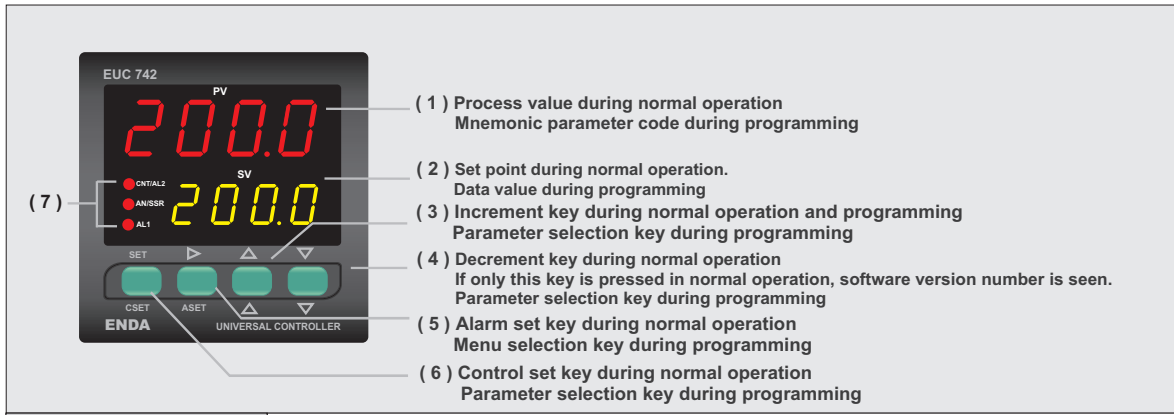 EUC 742
PV
200.0
( 1 ) Process value during normal operation
Mnemonic parameter code during programming
SV
200.0
( 2 ) Set point during normal operation.
Data value during programming
( 7 )
CNT/AL2
AN/SSR
AL1
( 3 ) Increment key during normal operation and programming
Parameter selection key during programming
SET
( 4 ) Decrement key during normal operation
If only this key is pressed in normal operation, software version number is seen.
Parameter selection key during programming
CSET ASET
ENDA UNIVERSAL CONTROLLER
( 5 ) Alarm set key during normal operation
Menu selection key during programming
( 6 ) Control set key during normal operation
Parameter selection key during programming